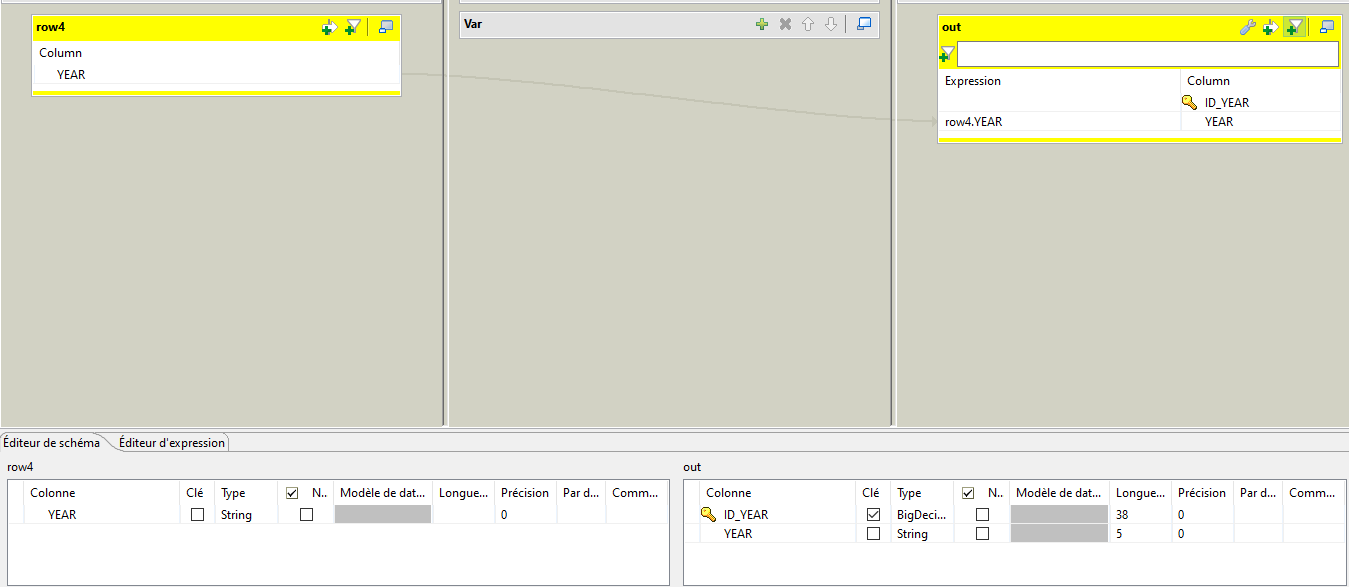 row4
Column
YEAR
Var
out
Expression Column
ID_YEAR
row4.YEAR YEAR
Éditeur de schéma Éditeur d'expression
row4
Colonne Clé Type N.. Modèle de dat... Longue... Précision Par d... Comm...
YEAR String 0
out
Colonne Clé Type N.. Modèle de dat... Longue... Précision Par d... Comm...
ID_YEAR BigDeci... 38 0
YEAR String 5 0